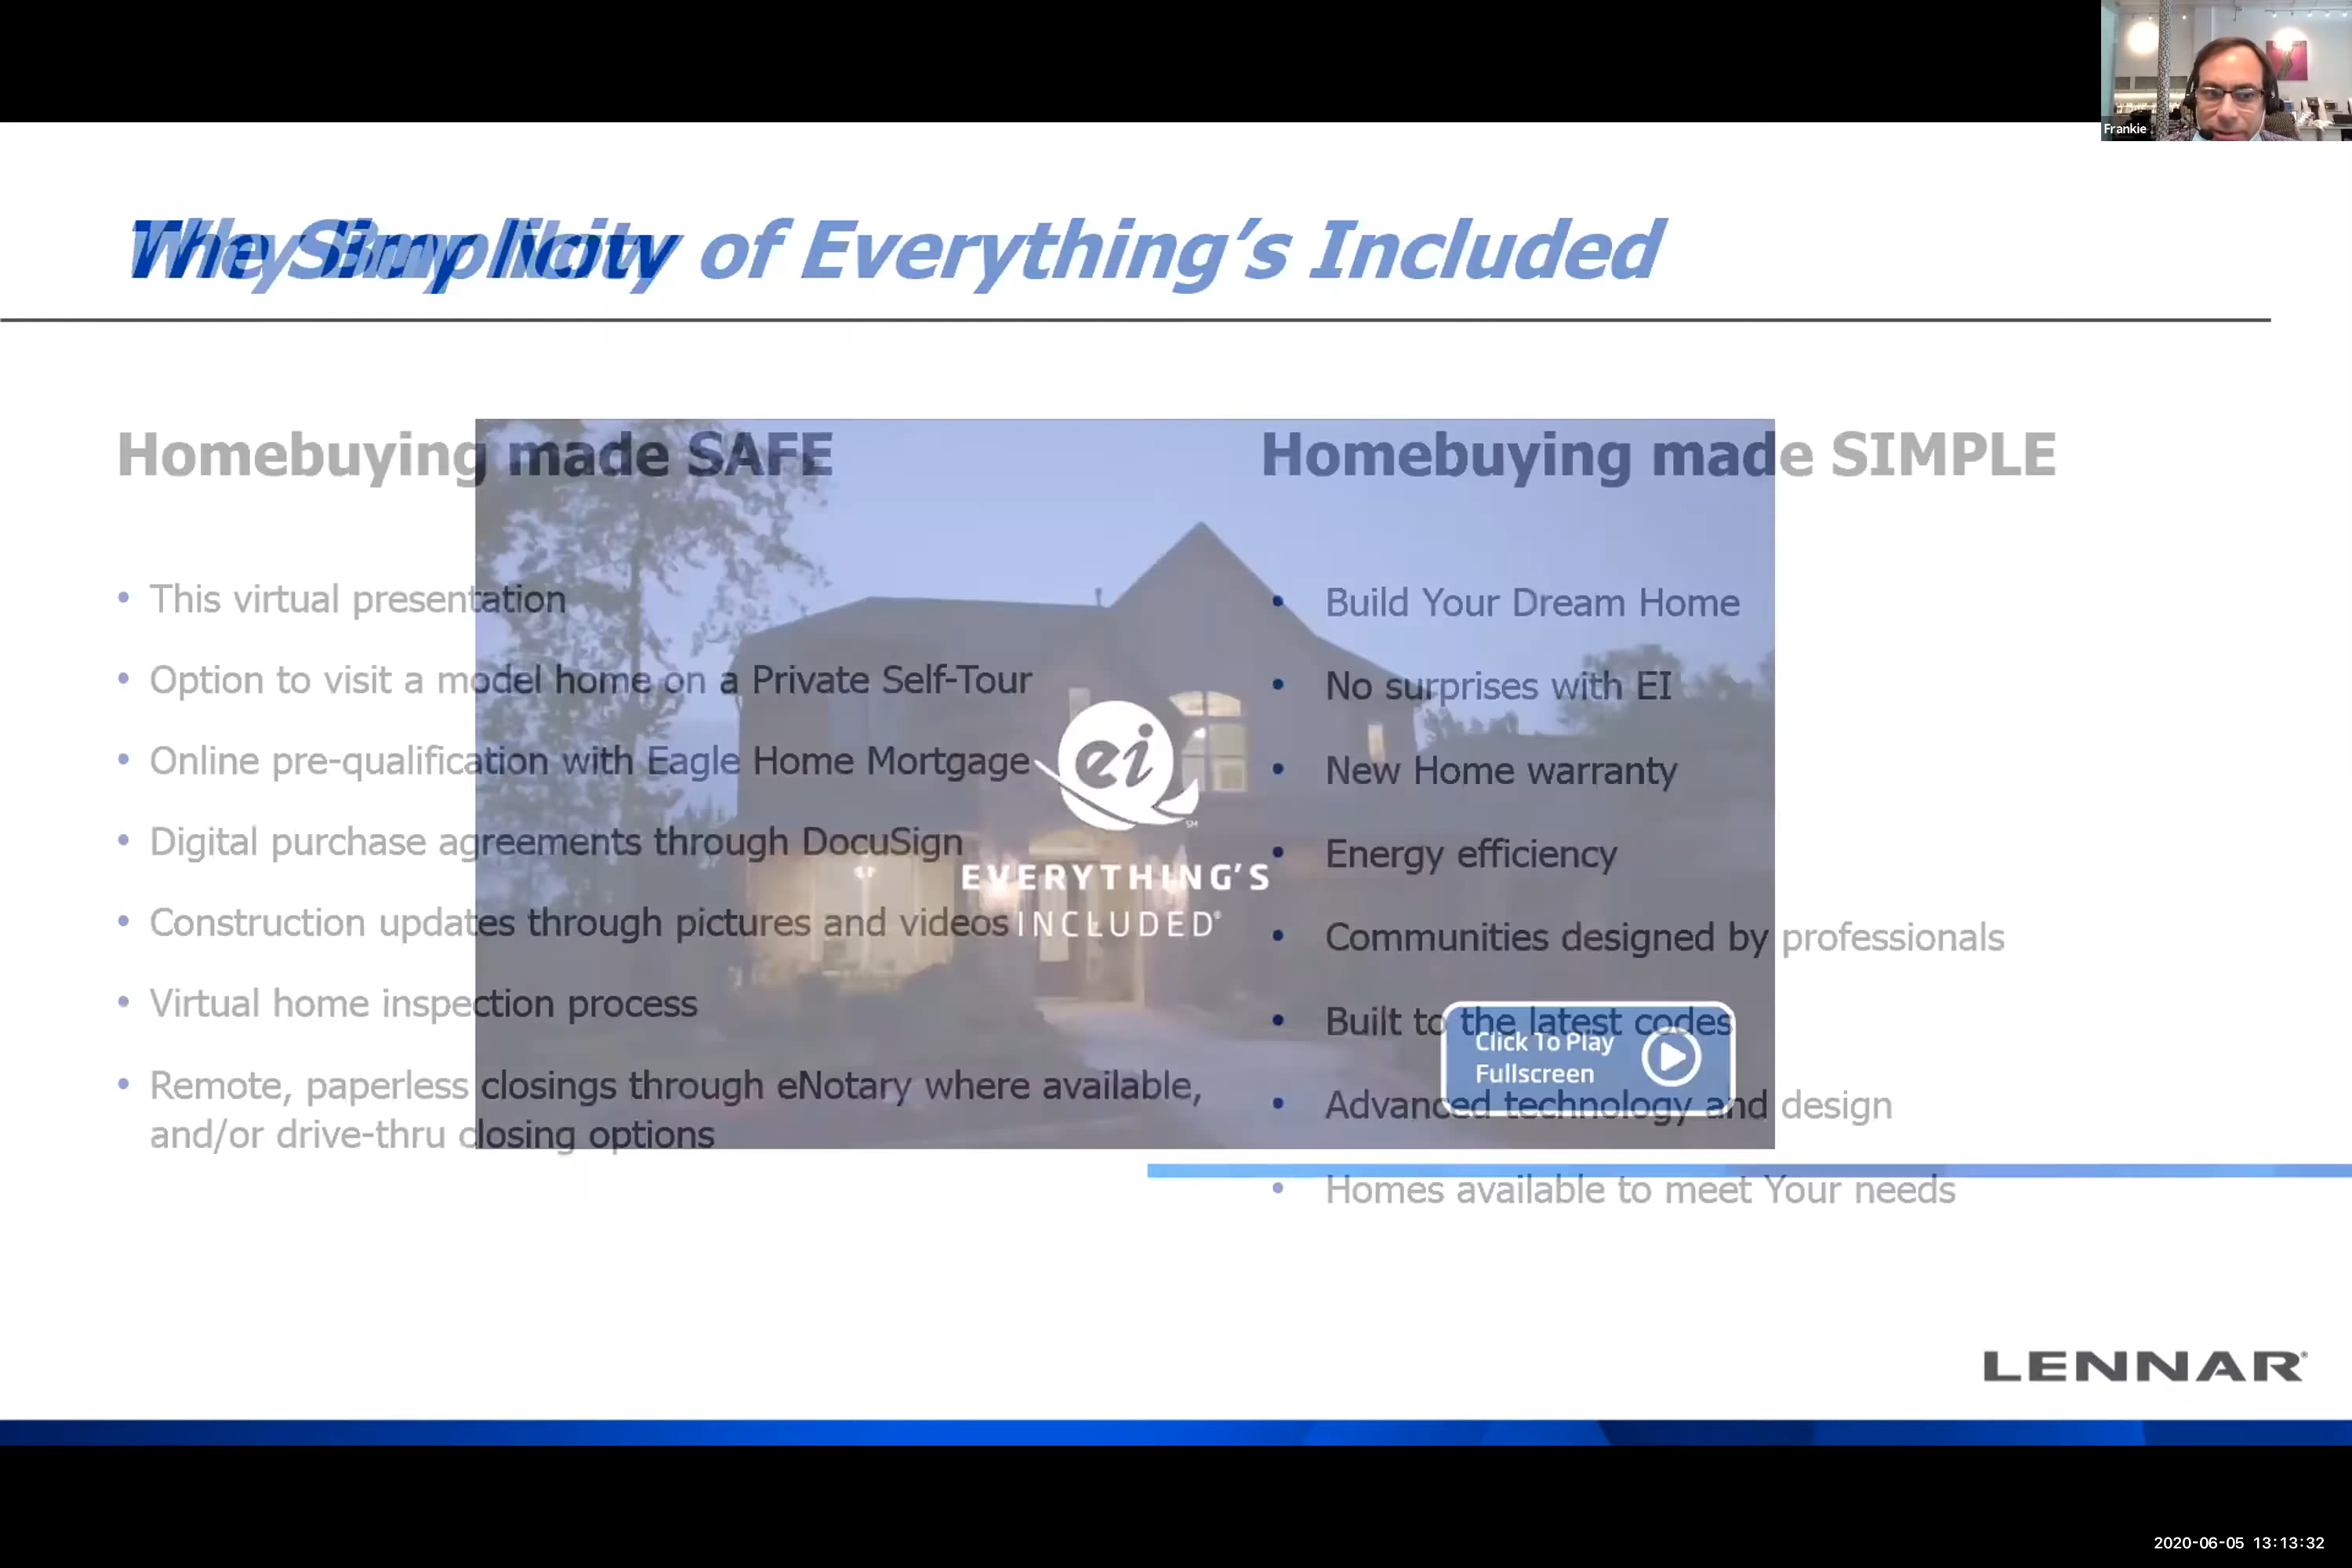 Frankie
Why Buy Now
The Simplicity of Everything’s Included
Homebuying made SAFE
• This virtual presentation
• Option to visit a model home on a Private Self-Tour
• Online pre-qualification with Eagle Home Mortgage
• Digital purchase agreements through DocuSign
• Construction updates through pictures and videos
• Virtual home inspection process
• Remote, paperless closings through eNotary where available,
and/or drive-thru closing options
Homebuying made SIMPLE
• Build Your Dream Home
• No surprises with EI
• New Home warranty
• Energy efficiency
• Communities designed by professionals
• Built to the latest codes
• Advanced technology and design
• Homes available to meet Your needs
ei SM
EVERYTHING’S
INCLUDED®
Click To Play
Fullscreen
LENNAR®
2020-06-05 13:13:32